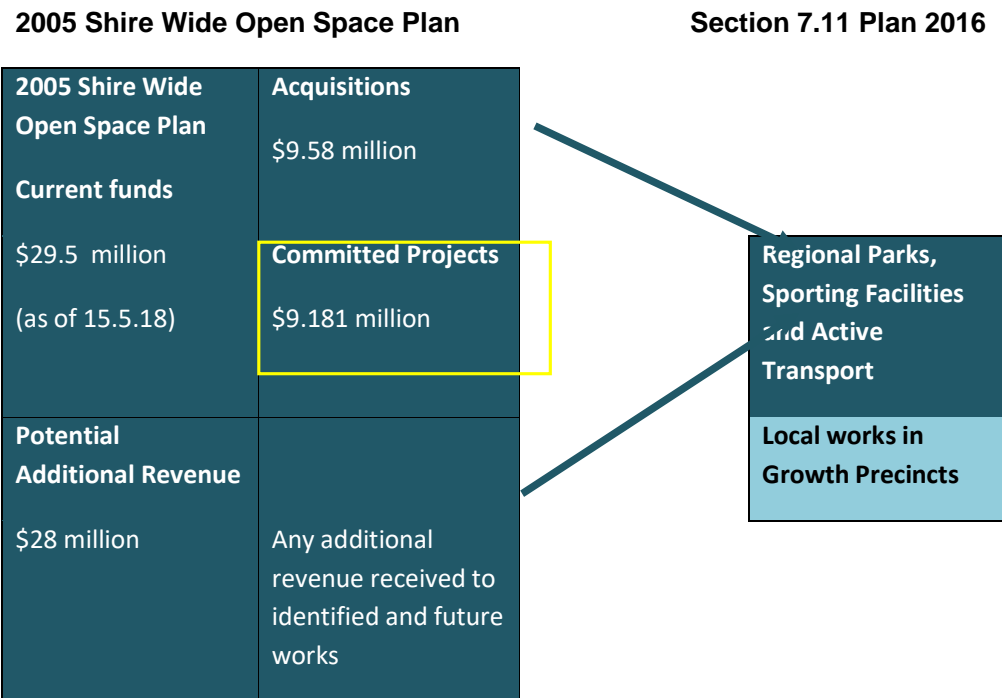 2005 Shire Wide Open Space Plan
Section 7.11 Plan 2016
2005 Shire Wide
Open Space Plan
Current funds
$29.5 million
(as of 15.5.18)
Acquisitions
$9.58 million
Committed Projects
$9.181 million
Regional Parks,
Sporting Facilities
and Active
Transport
Local works in
Growth Precincts
Potential
Additional Revenue
$28 million
Any additional
revenue received to
identified and future
works